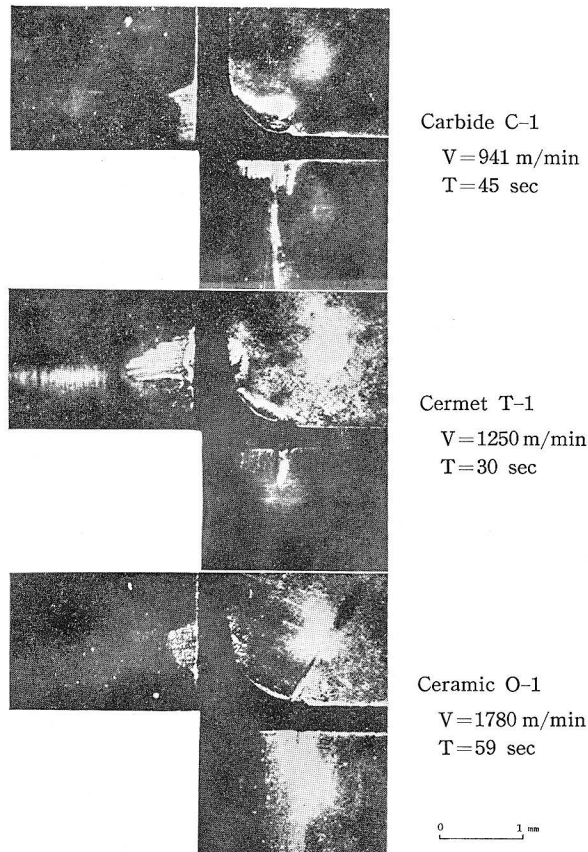 Carbide C-1
V=941 m/min
T=45 sec
Cermet T-1
V=1250 m/min
T=30 sec
Ceramic O-1
V=1780 m/min
T=59 sec
0 1 mm